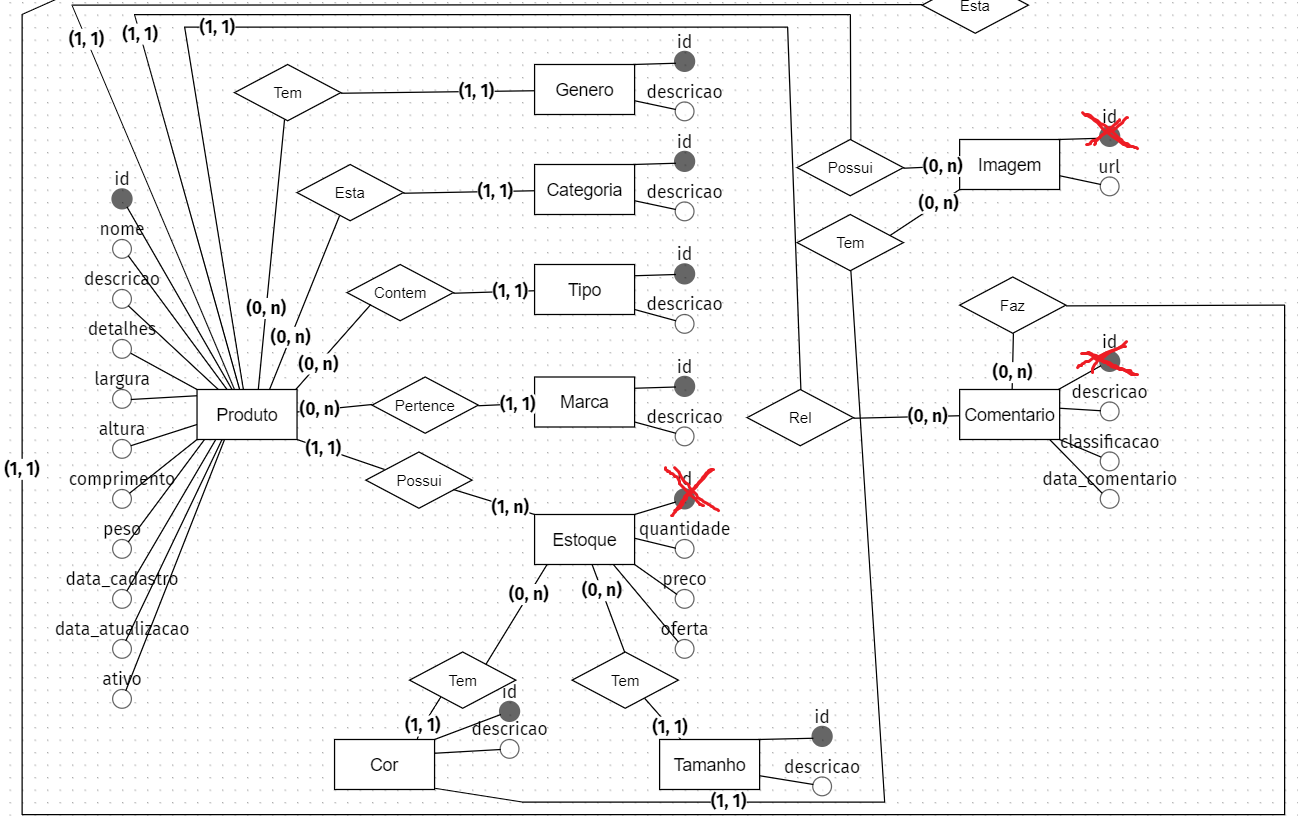 Esta
(1, 1)
(1, 1)
(1, 1)
Tem
(1, 1)
Genero
id
descricao
Esta
(1, 1)
Categoria
id
descricao
Contem
(1, 1)
Tipo
id
descricao
(0, n)
(0, n)
(0, n)
(0, n)
Pertence
(1, 1)
Marca
id
descricao
(1, 1)
Possui
(1, n)
Produto
id
nome
descricao
detalhes
largura
altura
comprimento
peso
data_cadastro
data_atualizacao
ativo
(1, 1)
Estoque
id
quantidade
preco
oferta
(0, n)
(0, n)
Tem
Tem
(1, 1)
(1, 1)
Cor
id
descricao
Tamanho
id
descricao
(1, 1)
Possui
(0, n)
Imagem
id
url
Tem
(0, n)
Faz
(0, n)
Rel
(0, n)
Comentario
id
descricao
classificacao
data_comentario